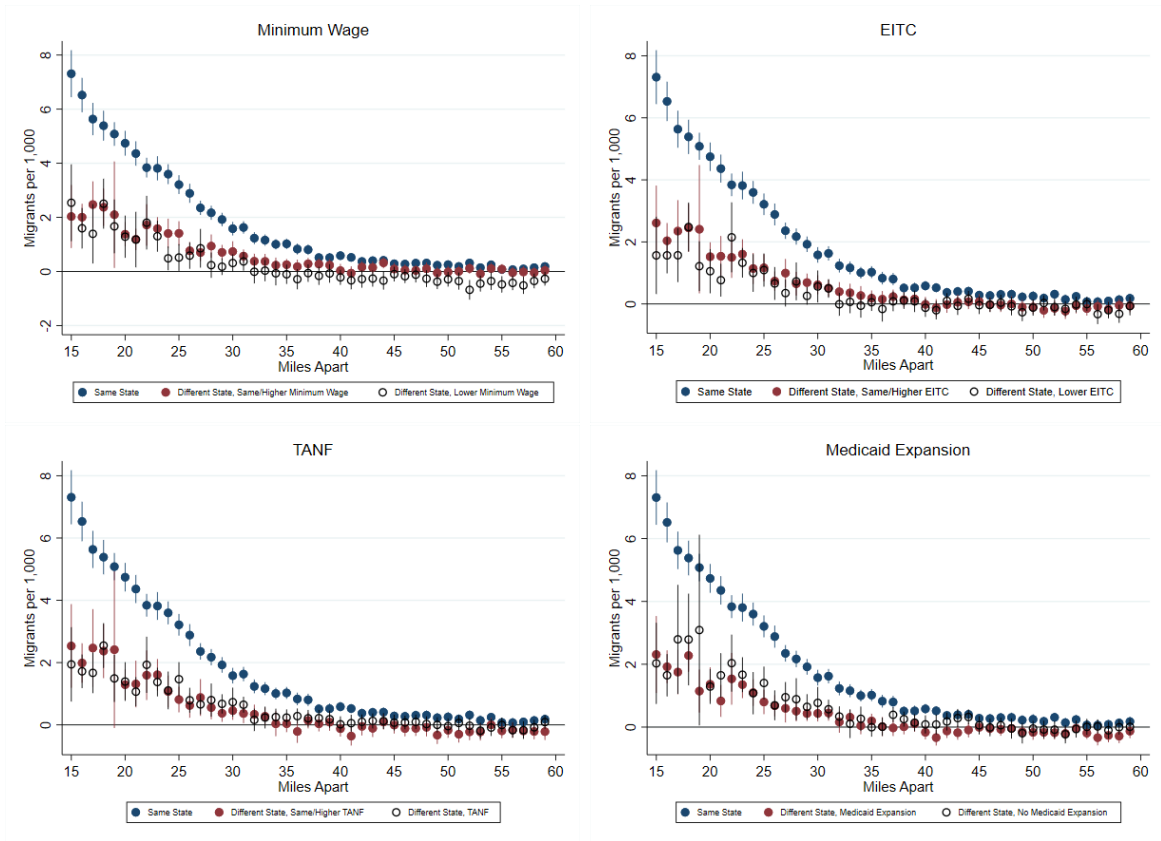 Minimum Wage
Migrants per 1,000
8
6
4
2
0
-2
15 20 25 30 35 40 45 50 55 60
Miles Apart
Same State Different State, Same/Higher Minimum Wage Different State, Lower Minimum Wage
EITC
Migrants per 1,000
8
6
4
2
0
15 20 25 30 35 40 45 50 55 60
Miles Apart
Same State Different State, Same/Higher EITC Different State, Lower EITC
TANF
Migrants per 1,000
8
6
4
2
0
15 20 25 30 35 40 45 50 55 60
Miles Apart
Same State Different State, Same/Higher TANF Different State, TANF
Medicaid Expansion
Migrants per 1,000
8
6
4
2
0
15 20 25 30 35 40 45 50 55 60
Miles Apart
Same State Different State, Medicaid Expansion Different State, No Medicaid Expansion